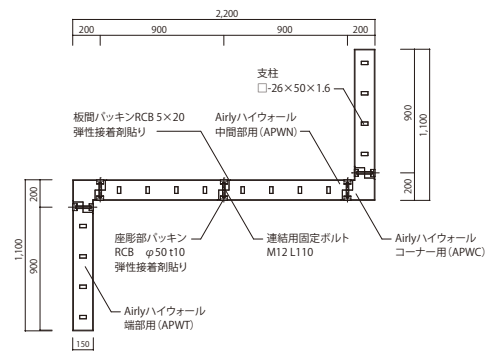 2,200
200
900
900
200
支柱
□-26×50×1.6
板間パッキンRCB 5×20
弾性接着剤貼り
Airlyハイウォール
中間部用（APWN）
900
1,100
200
200
1,100
900
座彫部パッキン
RCB φ50 t10
弾性接着剤貼り
連結用固定ボルト
M12 L110
Airlyハイウォール
コーナー用（APWC）
Airlyハイウォール
端部用（APWT）
150